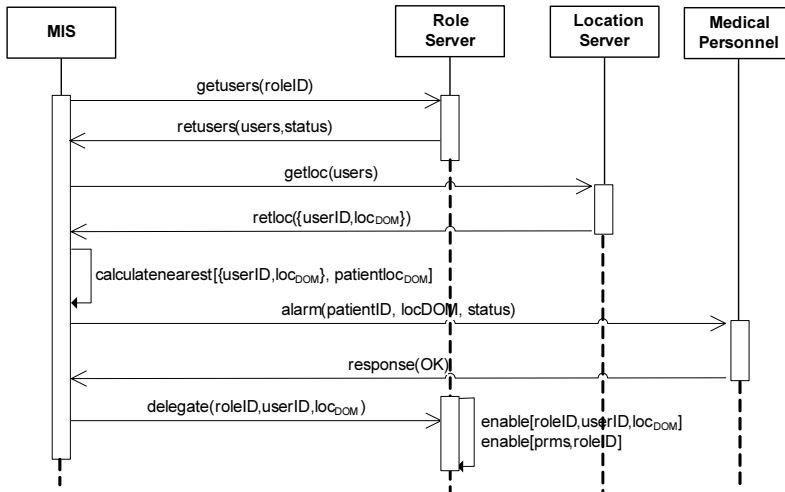 MIS
Role
Server
Location
Server
Medical
Personnel
getusers(roleID)
retusers(users,status)
getloc(users)
retloc({userID,locDOM})
calculatenearest[{userID,locDOM}, patientlocDOM]
alarm(patientID, locDOM, status)
response(OK)
delegate(roleID,userID,locDOM)
enable[roleID,userID,locDOM]
enable[prms,roleID]